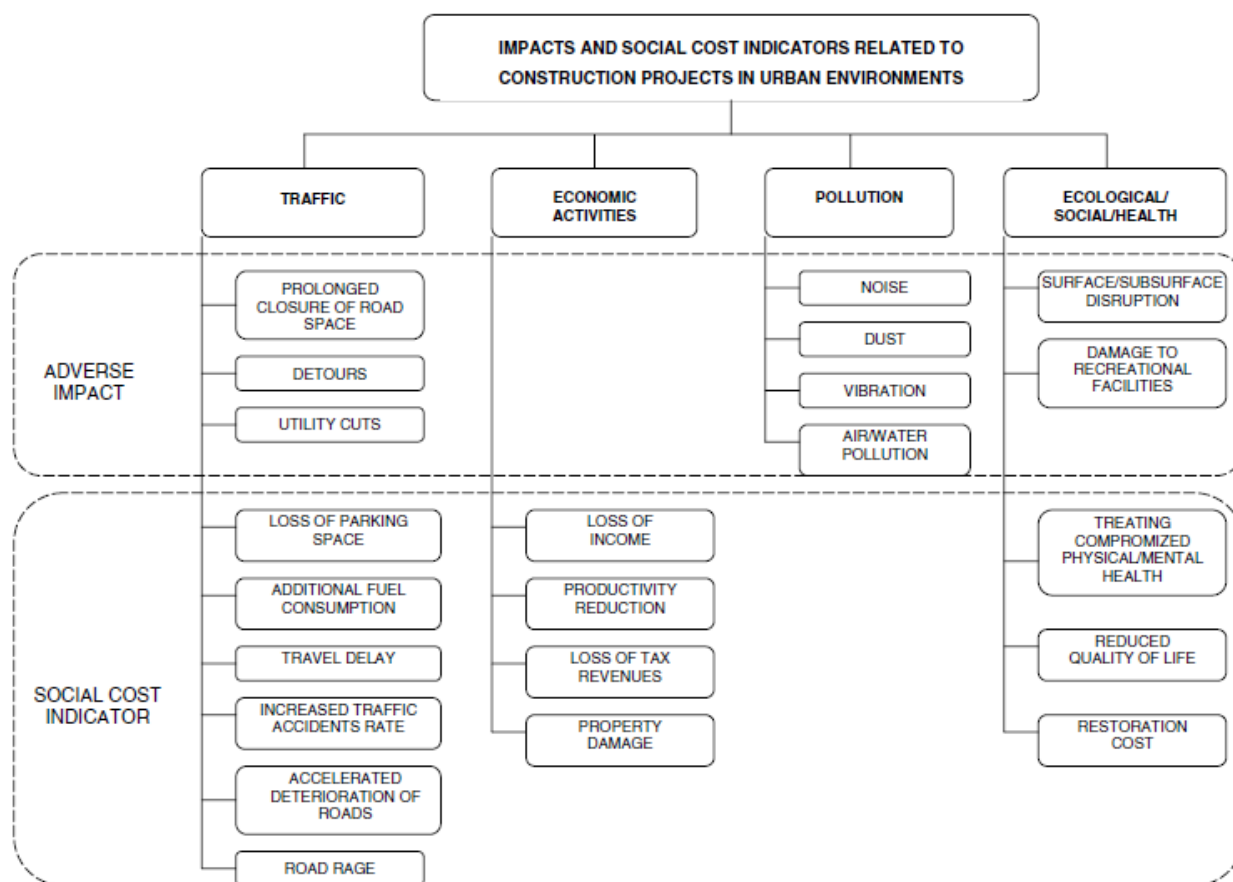 IMPACTS AND SOCIAL COST INDICATORS RELATED TO
CONSTRUCTION PROJECTS IN URBAN ENVIRONMENTS
TRAFFIC
ECONOMIC
ACTIVITIES
POLLUTION
ECOLOGICAL/
SOCIAL/HEALTH
ADVERSE
IMPACT
PROLONGED
CLOSURE OF ROAD
SPACE
DETOURS
UTILITY CUTS
NOISE
DUST
VIBRATION
AIR/WATER
POLLUTION
SURFACE/SUBSURFACE
DISRUPTION
DAMAGE TO
RECREATIONAL
FACILITIES
SOCIAL COST
INDICATOR
LOSS OF PARKING
SPACE
ADDITIONAL FUEL
CONSUMPTION
TRAVEL DELAY
INCREASED TRAFFIC
ACCIDENTS RATE
ACCELERATED
DETERIORATION OF
ROADS
ROAD RAGE
LOSS OF
INCOME
PRODUCTIVITY
REDUCTION
LOSS OF TAX
REVENUES
PROPERTY
DAMAGE
TREATING
COMPROMIZED
PHYSICAL/MENTAL
HEALTH
REDUCED
QUALITY OF LIFE
RESTORATION
COST